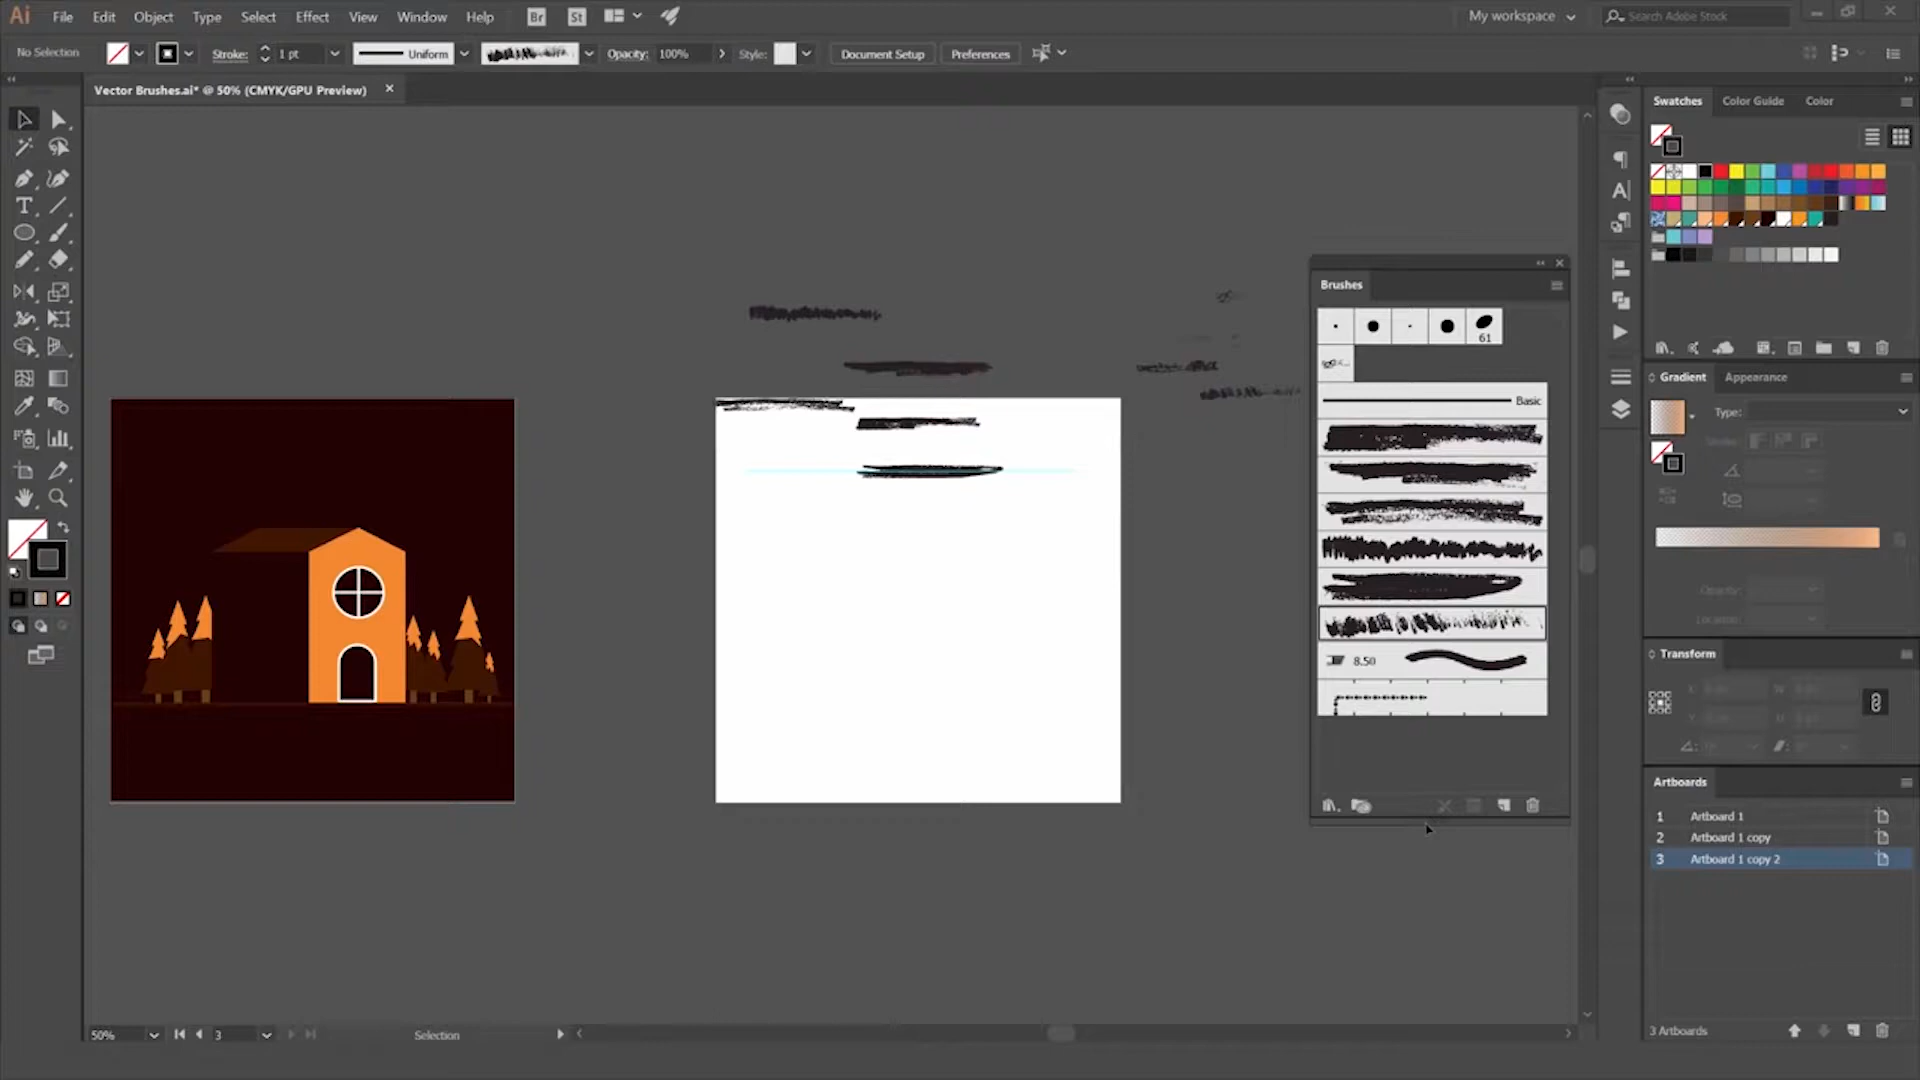 Ai File Edit Object Type Select Effect View Window Help Br St My workspace Search Adobe Stock
No Selection Stroke: 1 pt Uniform Opacity: 100% Style: Document Setup Preferences
Vector Brushes.ai* @ 50% (CMYK/GPU Preview)
Swatches Color Guide Color
Brushes
61
Basic
8.50
Gradient Appearance
Type:
Opacity:
Location:
Transform
Artboards
1 Artboard 1
2 Artboard 1 copy
3 Artboard 1 copy 2
3 Artboards
50% 3 Selection